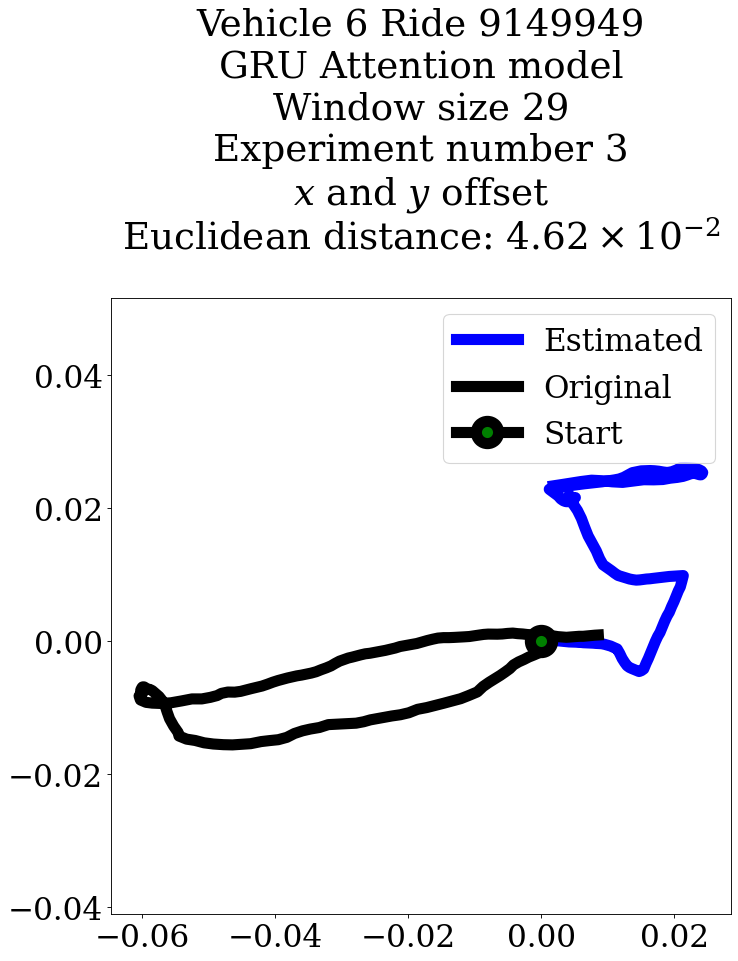 Vehicle 6 Ride 9149949
GRU Attention model
Window size 29
Experiment number 3
x and y offset
Euclidean distance: 4.62 × 10⁻²
Estimated
Original
Start
0.04
0.02
0.00
−0.02
−0.04
−0.06 −0.04 −0.02 0.00 0.02